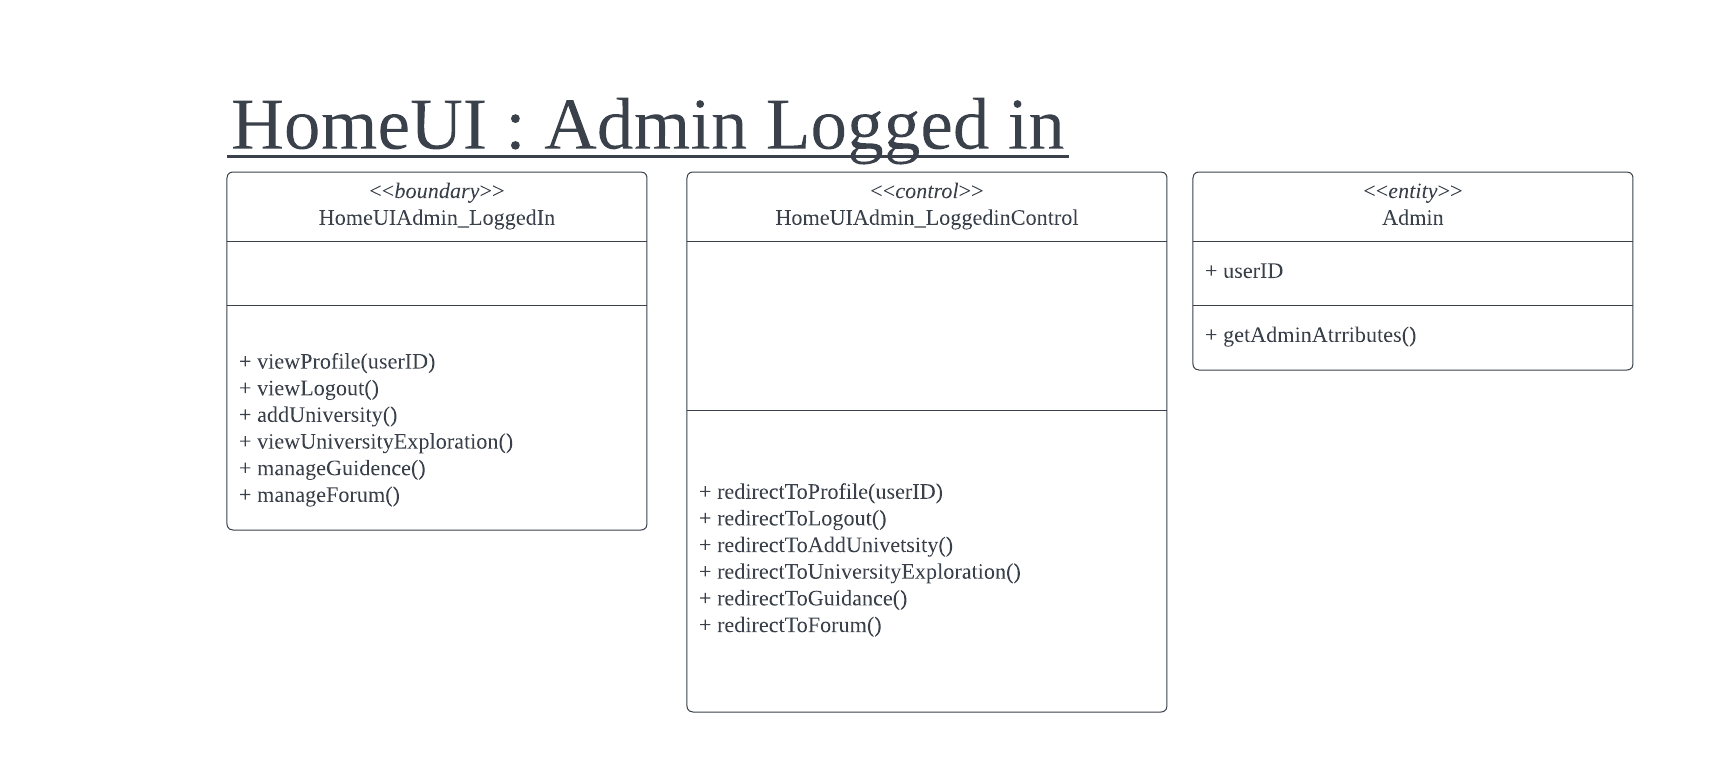 HomeUI : Admin Logged in
<<boundary>>
HomeUIAdmin_LoggedIn
+ viewProfile(userID)
+ viewLogout()
+ addUniversity()
+ viewUniversityExploration()
+ manageGuidence()
+ manageForum()
<<control>>
HomeUIAdmin_LoggedinControl
+ redirectToProfile(userID)
+ redirectToLogout()
+ redirectToAddUnivetsity()
+ redirectToUniversityExploration()
+ redirectToGuidance()
+ redirectToForum()
<<entity>>
Admin
+ userID
+ getAdminAtrributes()